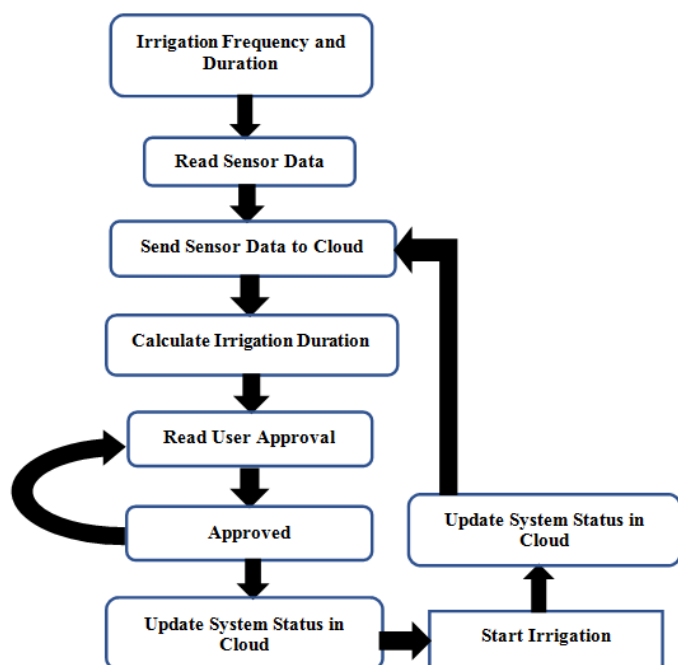 Irrigation Frequency and
Duration
Read Sensor Data
Send Sensor Data to Cloud
Calculate Irrigation Duration
Read User Approval
Approved
Update System Status in
Cloud
Start Irrigation
Update System Status in
Cloud